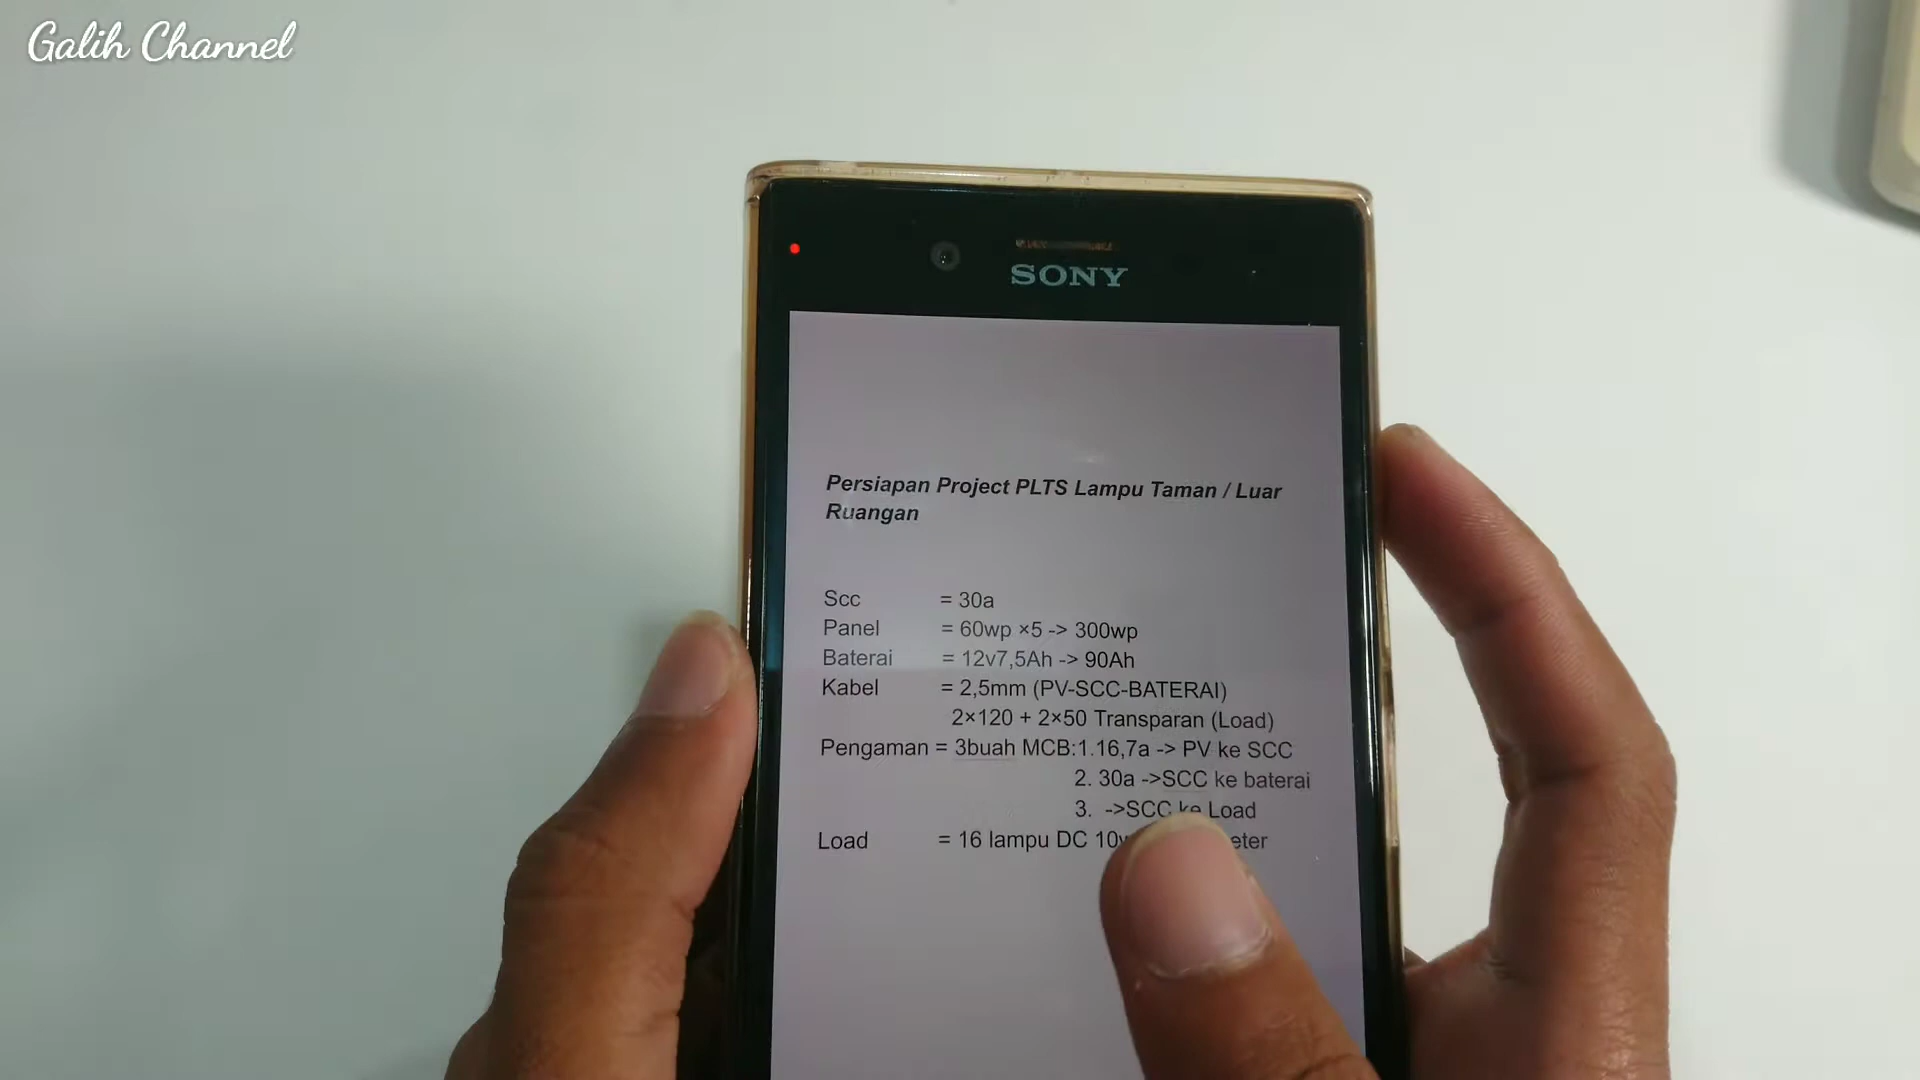 Galih Channel
SONY
Persiapan Project PLTS Lampu Taman / Luar
Ruangan
Scc = 30a
Panel = 60wp ×5 -> 300wp
Baterai = 12v7,5Ah -> 90Ah
Kabel = 2,5mm (PV-SCC-BATERAI)
2×120 + 2×50 Transparan (Load)
Pengaman = 3buah MCB:1.16,7a -> PV ke SCC
2. 30a ->SCC ke baterai
3. ->SCC ke Load
Load = 16 lampu DC